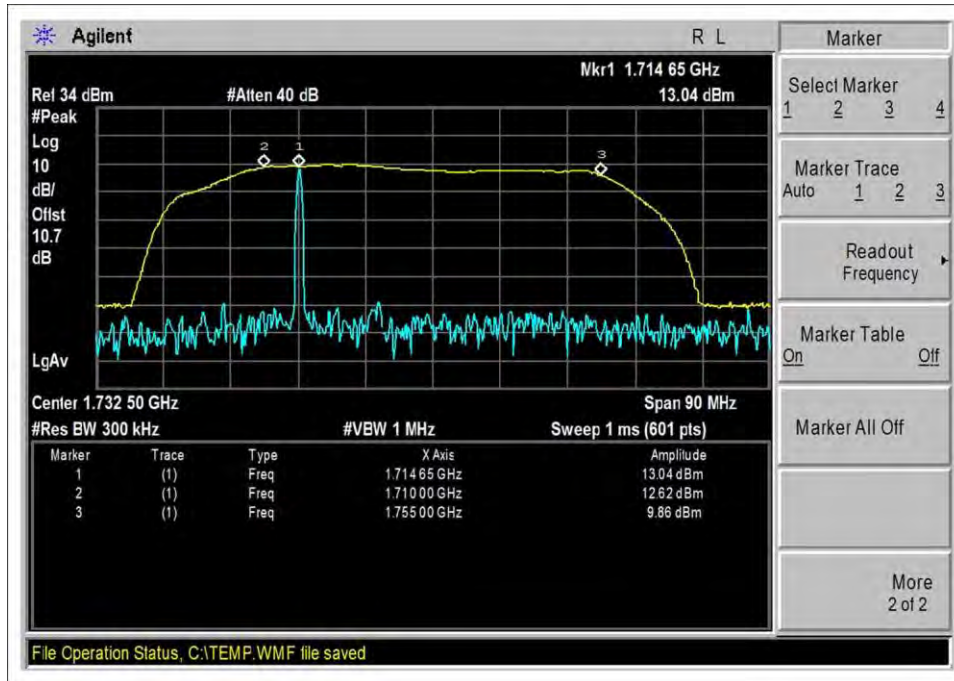 Agilent
R L
Marker
Mkr1 1.714 65 GHz
Ref 34 dBm #Atten 40 dB 13.04 dBm
#Peak
Log
10
dB/
Offst
10.7
dB
LgAv
2 1 3
Center 1.732 50 GHz Span 90 MHz
#Res BW 300 kHz #VBW 1 MHz Sweep 1 ms (601 pts)
Marker Trace Type X Axis Amplitude
1 (1) Freq 1.714 65 GHz 13.04 dBm
2 (1) Freq 1.710 00 GHz 12.62 dBm
3 (1) Freq 1.755 00 GHz 9.86 dBm
File Operation Status, C:\TEMP.WMF file saved
Select Marker
1 2 3 4
Marker Trace
Auto 1 2 3
Readout
Frequency
Marker Table
On Off
Marker All Off
More
2 of 2